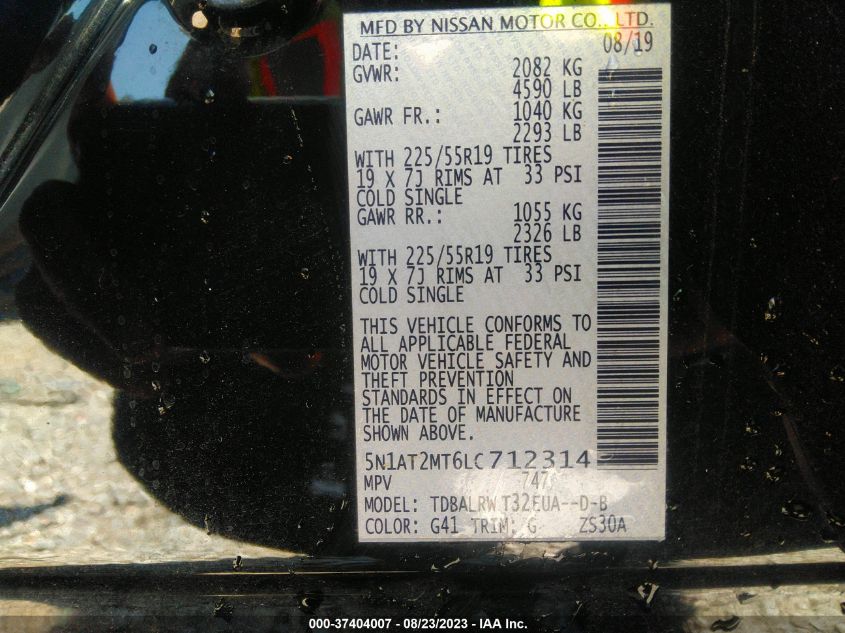 MFD BY NISSAN MOTOR CO., LTD.
DATE: 08/19
GVWR: 2082 KG
4590 LB
GAWR FR.: 1040 KG
2293 LB
WITH 225/55R19 TIRES
19 X 7J RIMS AT 33 PSI
COLD SINGLE
GAWR RR.: 1055 KG
2326 LB
WITH 225/55R19 TIRES
19 X 7J RIMS AT 33 PSI
COLD SINGLE
THIS VEHICLE CONFORMS TO
ALL APPLICABLE FEDERAL
MOTOR VEHICLE SAFETY AND
THEFT PREVENTION
STANDARDS IN EFFECT ON
THE DATE OF MANUFACTURE
SHOWN ABOVE.
5N1AT2MT6LC712314
MPV 747
MODEL: TDBALRW T32EUA--D-B
COLOR: G41 TRIM: G ZS30A
000-37404007 - 08/23/2023 - IAA Inc.